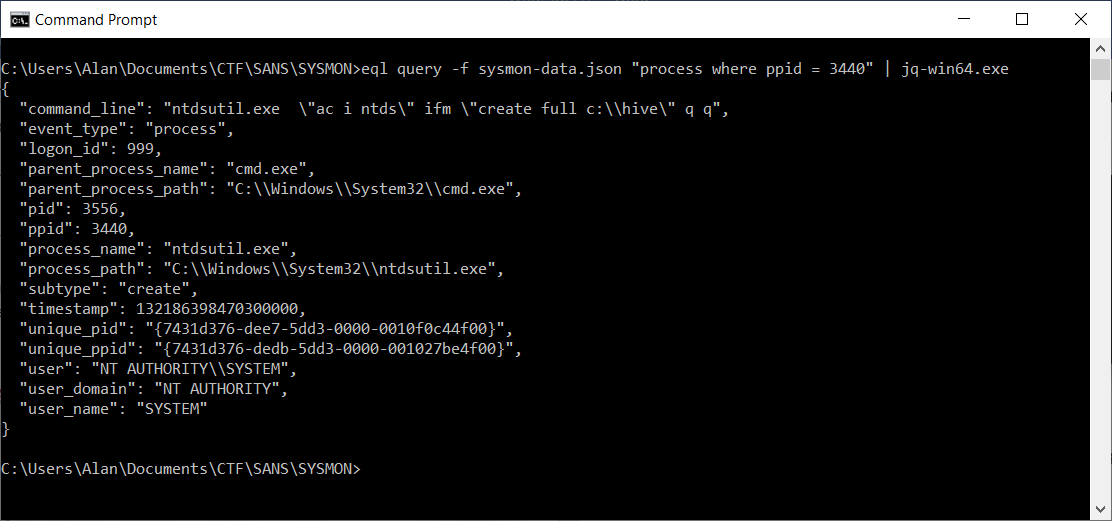 Command Prompt
C:\Users\Alan\Documents\CTF\SANS\SYSMON>eql query -f sysmon-data.json "process where ppid = 3440" | jq-win64.exe
{
  "command_line": "ntdsutil.exe  \"ac i ntds\" ifm \"create full c:\\hive\" q q",
  "event_type": "process",
  "logon_id": 999,
  "parent_process_name": "cmd.exe",
  "parent_process_path": "C:\\Windows\\System32\\cmd.exe",
  "pid": 3556,
  "ppid": 3440,
  "process_name": "ntdsutil.exe",
  "process_path": "C:\\Windows\\System32\\ntdsutil.exe",
  "subtype": "create",
  "timestamp": 132186398470300000,
  "unique_pid": "{7431d376-dee7-5dd3-0000-0010f0c44f00}",
  "unique_ppid": "{7431d376-dedb-5dd3-0000-001027be4f00}",
  "user": "NT AUTHORITY\\SYSTEM",
  "user_domain": "NT AUTHORITY",
  "user_name": "SYSTEM"
}
C:\Users\Alan\Documents\CTF\SANS\SYSMON>